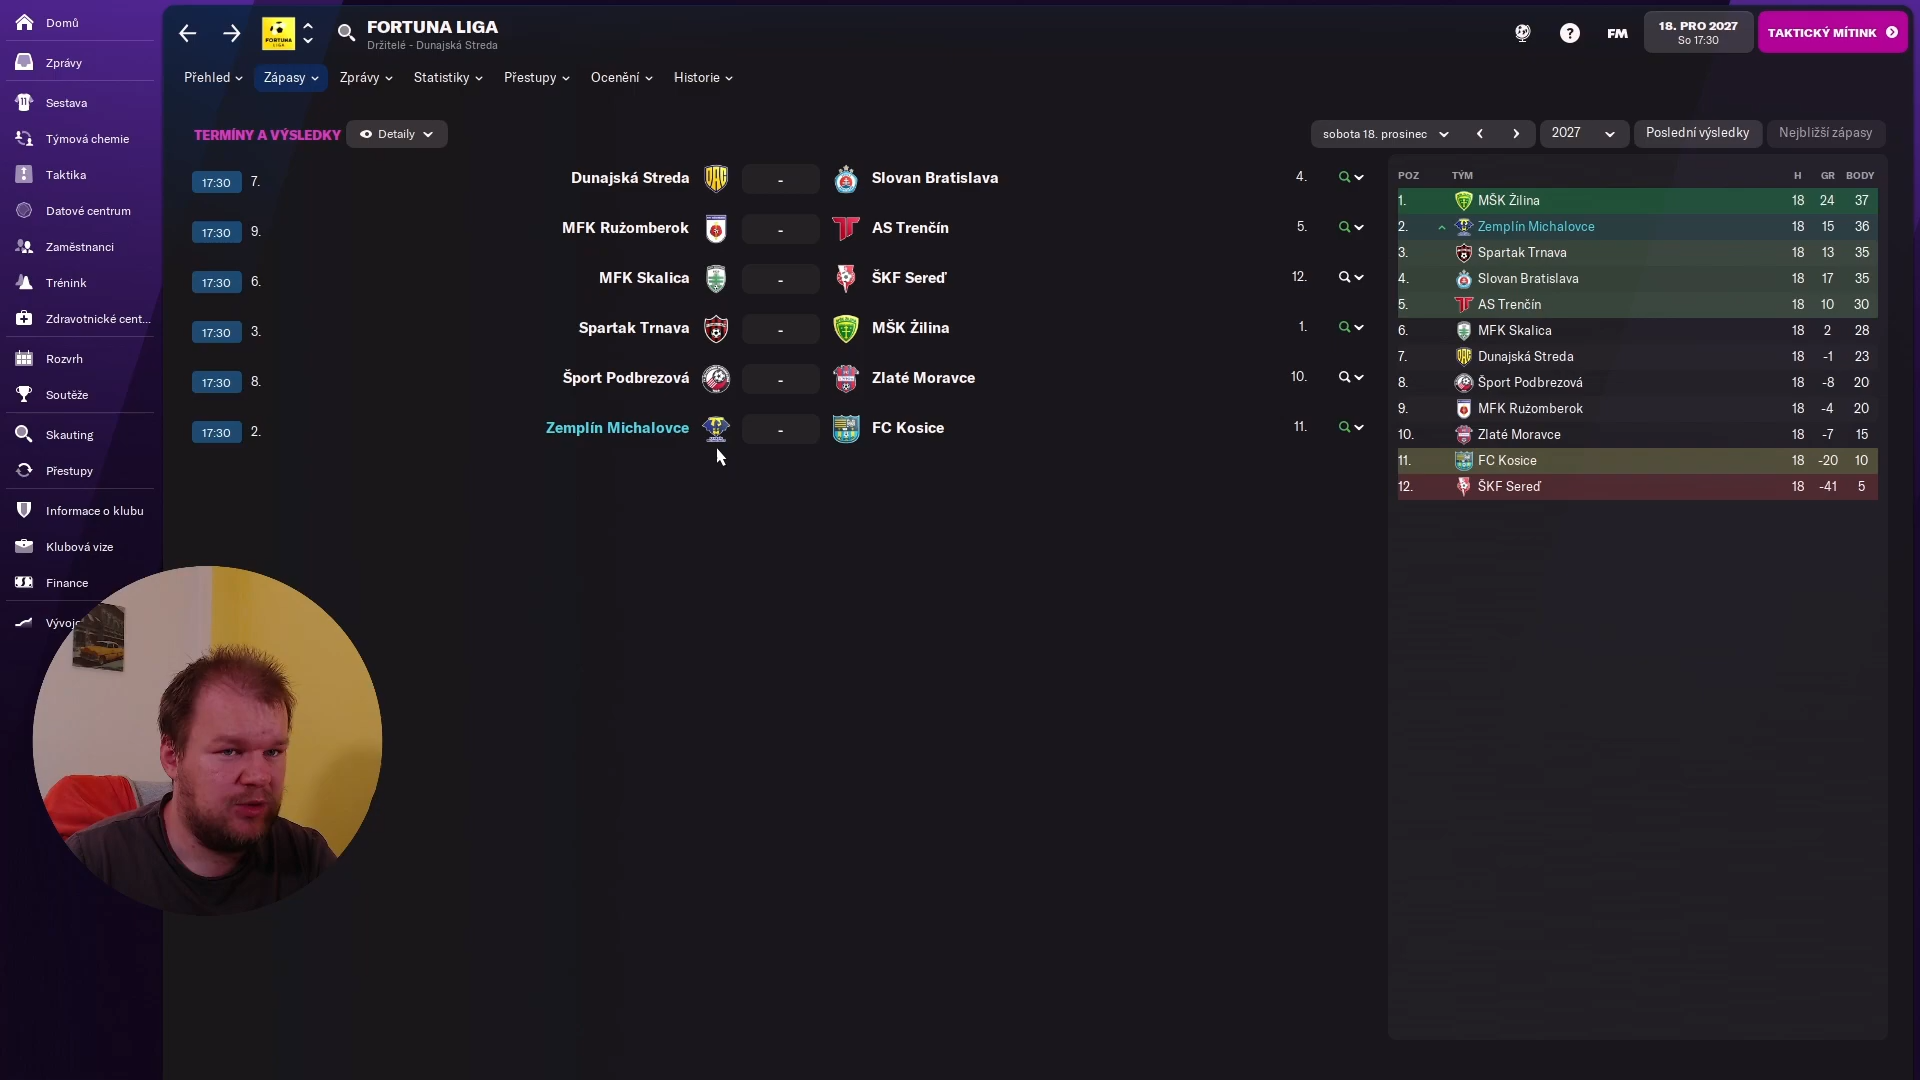 Domů
Zprávy
Sestava
Týmová chemie
Taktika
Datové centrum
Zaměstnanci
Trénink
Zdravotnické cent...
Rozvrh
Soutěže
Skauting
Přestupy
Informace o klubu
Klubová vize
Finance
FORTUNA LIGA
Držitelé - Dunajská Streda
FM
18. PRO 2027
So 17:30
TAKTICKÝ MÍTINK
Přehled Zápasy Zprávy Statistiky Přestupy Ocenění Historie
TERMÍNY A VÝSLEDKY Detaily
sobota 18. prosinec 2027 Poslední výsledky Nejbližší zápasy
17:30 7. Dunajská Streda - Slovan Bratislava 4.
17:30 9. MFK Ružomberok - AS Trenčín 5.
17:30 6. MFK Skalica - ŠKF Sereď 12.
17:30 3. Spartak Trnava - MŠK Žilina 1.
17:30 8. Šport Podbrezová - Zlaté Moravce 10.
17:30 2. Zemplín Michalovce - FC Kosice 11.
POZ TÝM H GR BODY
1. MŠK Žilina 18 24 37
2. Zemplín Michalovce 18 15 36
3. Spartak Trnava 18 13 35
4. Slovan Bratislava 18 17 35
5. AS Trenčín 18 10 30
6. MFK Skalica 18 2 28
7. Dunajská Streda 18 -1 23
8. Šport Podbrezová 18 -8 20
9. MFK Ružomberok 18 -4 20
10. Zlaté Moravce 18 -7 15
11. FC Kosice 18 -20 10
12. ŠKF Sereď 18 -41 5